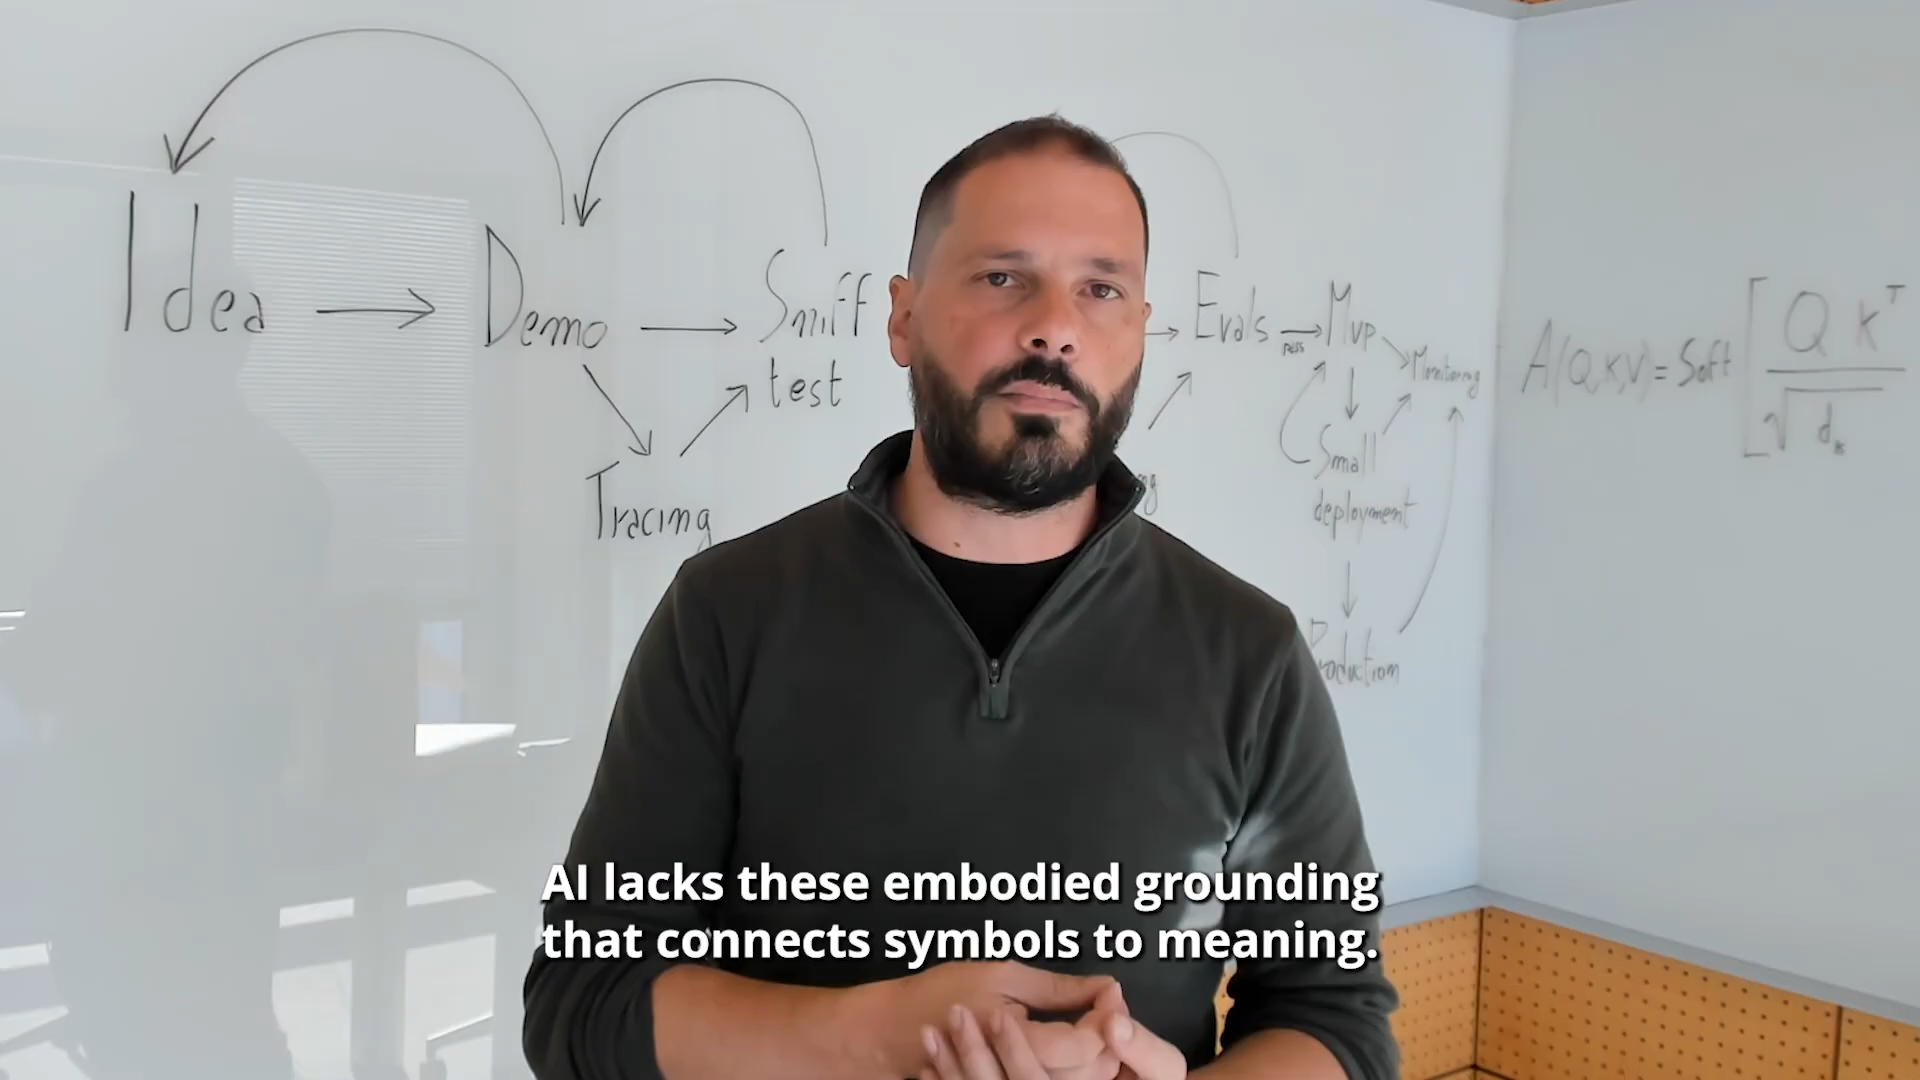 Idea
Demo
Sniff
test
Tracing
Evals
Pass
Mvp
Monitoring
Small
deployment
Production
A(Q,K,V) = Soft [ Q K^T
√d_k
AI lacks these embodied grounding
that connects symbols to meaning.